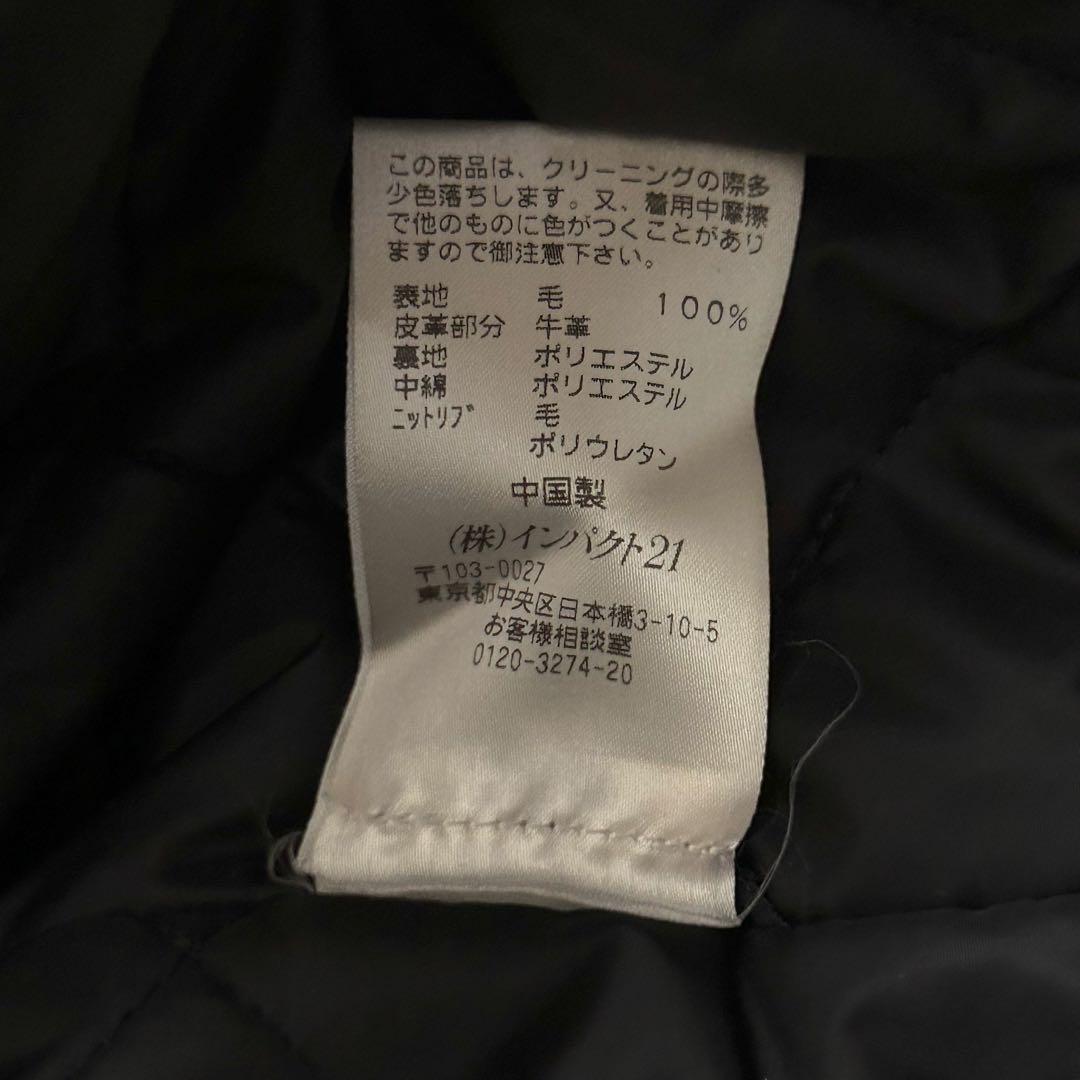 この商品は、クリーニングの際多
少色落ちします。又、着用中摩擦
で他のものに色がつくことがあり
ますので御注意下さい。
表地 毛 100%
皮革部分 牛革
裏地 ポリエステル
中綿 ポリエステル
ニットリブ 毛
ポリウレタン
中国製
(株)インパクト21
〒103-0027
東京都中央区日本橋3-10-5
お客様相談室
0120-3274-20